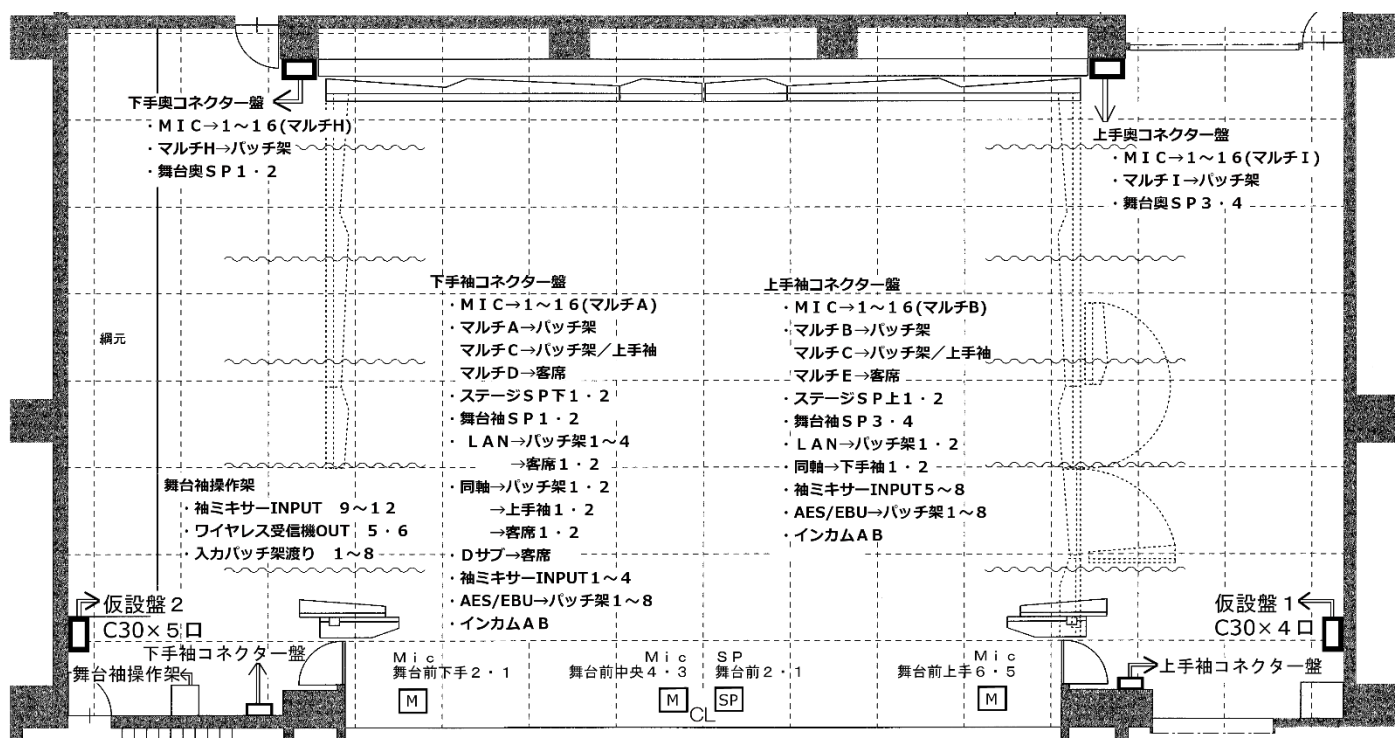 下手奥コネクター盤
・ＭＩＣ→1～1６(マルチH)
・マルチH→パッチ架
・舞台奥ＳＰ１・２
上手奥コネクター盤
・ＭＩＣ→1～1６(マルチＩ)
・マルチＩ→パッチ架
・舞台奥ＳＰ３・４
綱元
下手袖コネクター盤
・ＭＩＣ→1～1６(マルチA)
・マルチA→パッチ架
マルチC→パッチ架／上手袖
マルチD→客席
・ステージＳＰ下１・２
・舞台袖ＳＰ１・２
・ＬＡＮ→パッチ架１～４
→客席１・２
・同軸→パッチ架１・２
→上手袖１・２
→客席１・２
・Ｄサブ→客席
・袖ミキサーINPUT１～４
・AES/EBU→パッチ架１～８
・インカムＡＢ
上手袖コネクター盤
・ＭＩＣ→1～1６(マルチB)
・マルチB→パッチ架
マルチC→パッチ架／上手袖
マルチE→客席
・ステージＳＰ上１・２
・舞台袖ＳＰ３・４
・ＬＡＮ→パッチ架１・２
・同軸→下手袖１・２
・袖ミキサーINPUT５～８
・AES/EBU→パッチ架１～８
・インカムＡＢ
舞台袖操作架
・袖ミキサーINPUT　９～１２
・ワイヤレス受信機OUT　５・６
・入力パッチ架渡り　１～８
仮設盤２
C30×５口
下手袖コネクター盤
舞台袖操作架
仮設盤１
C30×４口
上手袖コネクター盤
Ｍｉｃ
舞台前下手２・１
M
Ｍｉｃ
舞台前中央４・３
M
ＳＰ
舞台前２・１
SP
CL
Ｍｉｃ
舞台前上手６・５
M